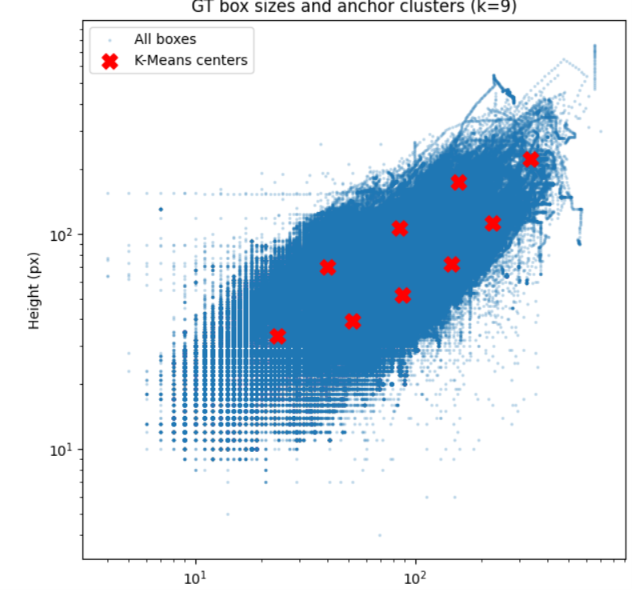 GT box sizes and anchor clusters (k=9)
All boxes
K-Means centers
Height (px)
10²
10¹
10¹
10²